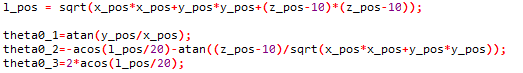 l_pos = sqrt(x_pos*x_pos+y_pos*y_pos+(z_pos-10)*(z_pos-10));
theta0_1=atan(y_pos/x_pos);
theta0_2=-acos(l_pos/20)-atan((z_pos-10)/sqrt(x_pos*x_pos+y_pos*y_pos));
theta0_3=2*acos(l_pos/20);